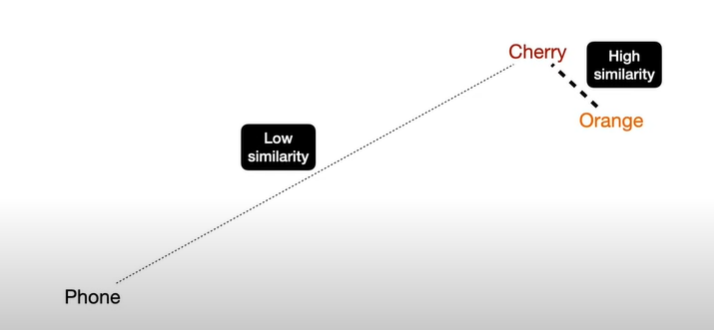 Cherry
High
similarity
Orange
Low
similarity
Phone